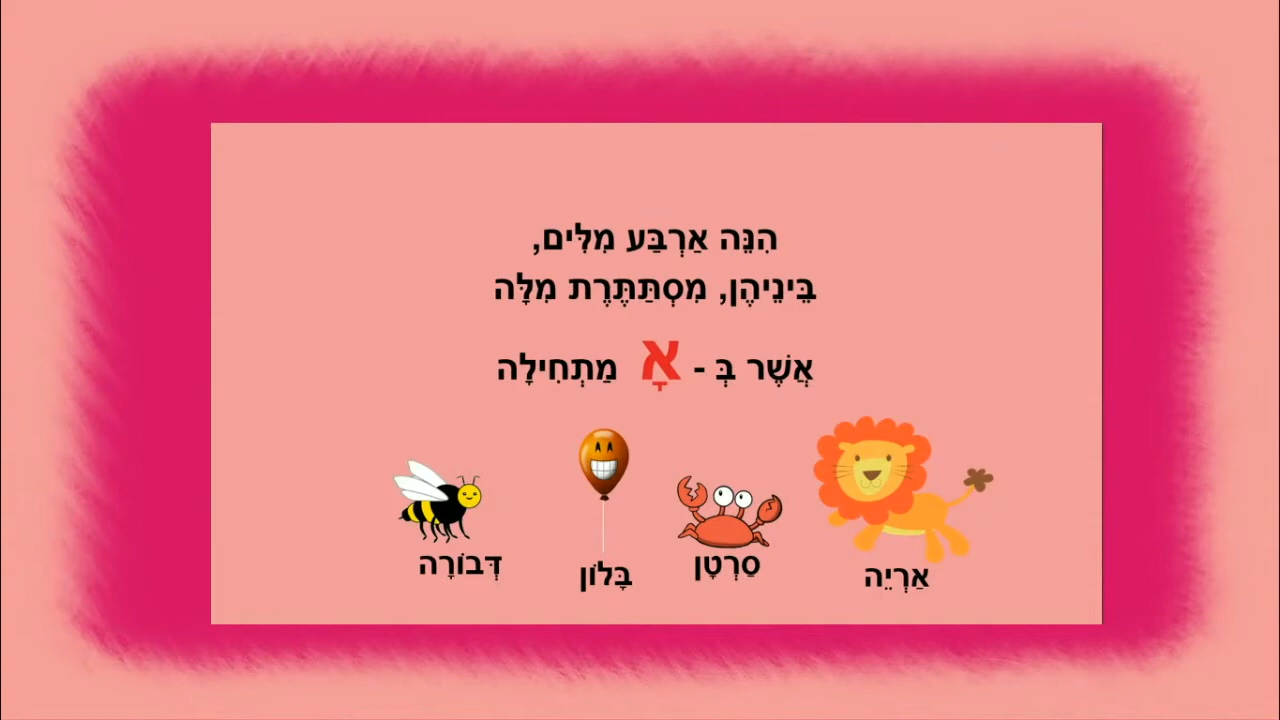 הִנֵּה אַרְבַּע מִלִּים,
בֵּינֵיהֶן, מִסְתַּתֶּרֶת מִלָּה
אֲשֶׁר בְּ - אָ מַתְחִילָה
אַרְיֵה סַרְטָן בָּלוֹן דְּבוֹרָה